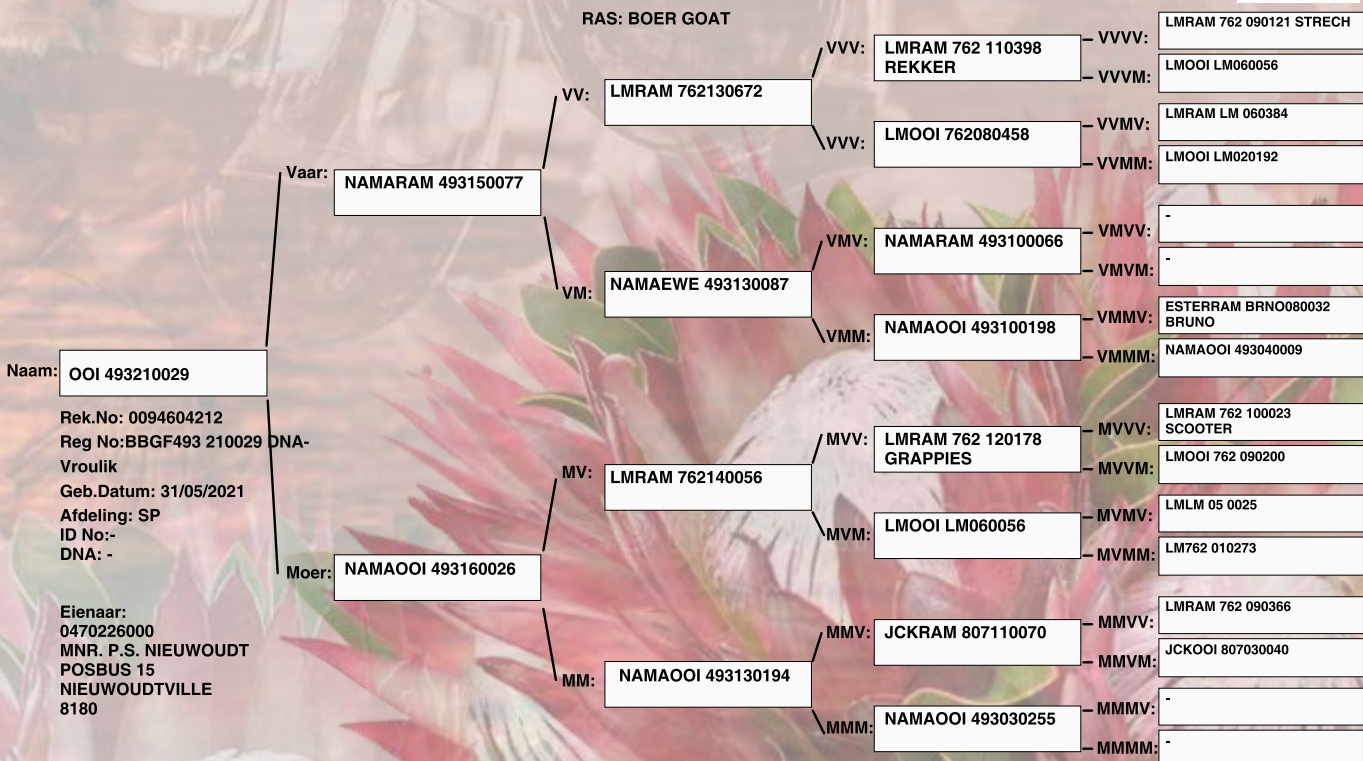 RAS: BOER GOAT
Naam: OOI 493210029
Rek.No: 0094604212
Reg No:BBGF493 210029 DNA-
Vroulik
Geb.Datum: 31/05/2021
Afdeling: SP
ID No:-
DNA: -
Eienaar:
0470226000
MNR. P.S. NIEUWOUDT
POSBUS 15
NIEUWOUDTVILLE
8180
Vaar: NAMARAM 493150077
Moer: NAMAOOI 493160026
VV: LMRAM 762130672
VM: NAMAEWE 493130087
MV: LMRAM 762140056
MM: NAMAOOI 493130194
VVV: LMRAM 762 110398
REKKER
VVV: LMOOI 762080458
VMV: NAMARAM 493100066
VMM: NAMAOOI 493100198
MVV: LMRAM 762 120178
GRAPPIES
MVM: LMOOI LM060056
MMV: JCKRAM 807110070
MMM: NAMAOOI 493030255
VVVV: LMRAM 762 090121 STRECH
VVVM: LMOOI LM060056
VVMV: LMRAM LM 060384
VVMM: LMOOI LM020192
VMVV: -
VMVM: -
VMMV: ESTERRAM BRNO080032
BRUNO
VMMM: NAMAOOI 493040009
MVVV: LMRAM 762 100023
SCOOTER
MVVM: LMOOI 762 090200
MVMV: LMLM 05 0025
MVMM: LM762 010273
MMVV: LMRAM 762 090366
MMVM: JCKOOI 807030040
MMMV: -
MMMM: -